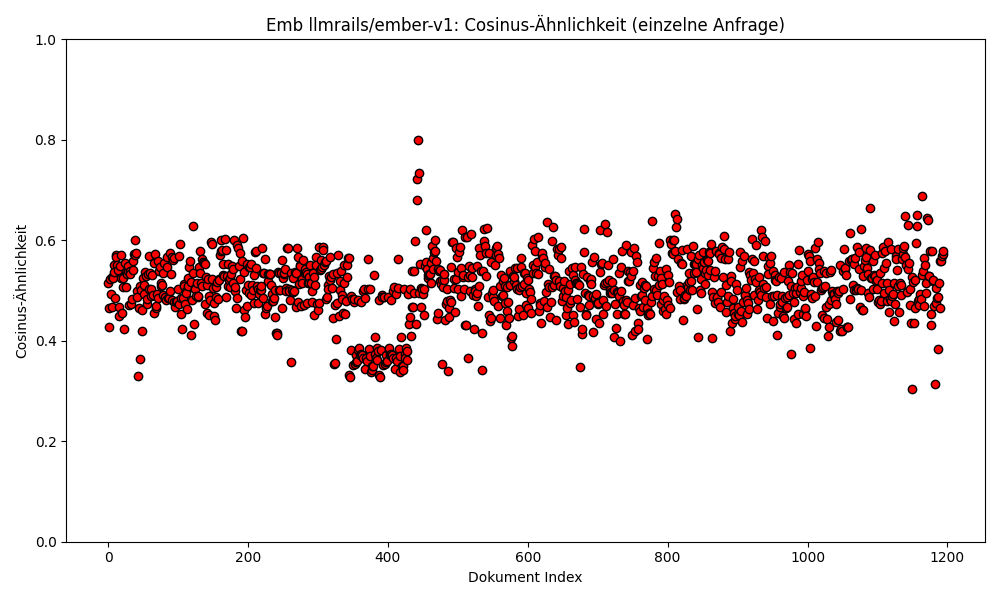 Emb llmrails/ember-v1: Cosinus-Ähnlichkeit (einzelne Anfrage)
1.0
0.8
0.6
0.4
0.2
0.0
Cosinus-Ähnlichkeit
0 200 400 600 800 1000 1200
Dokument Index